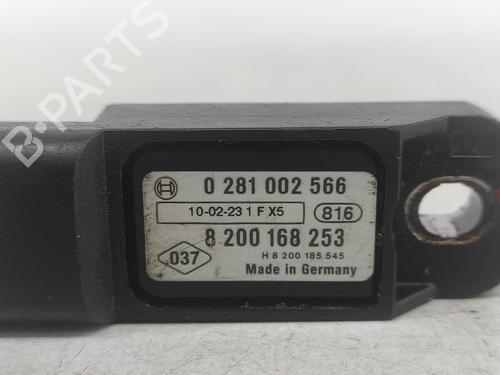 B-PARTS
0 281 002 566
10-02-23 1 F X5
816
8 200 168 253
037
H 8 200 185 545
Made in Germany